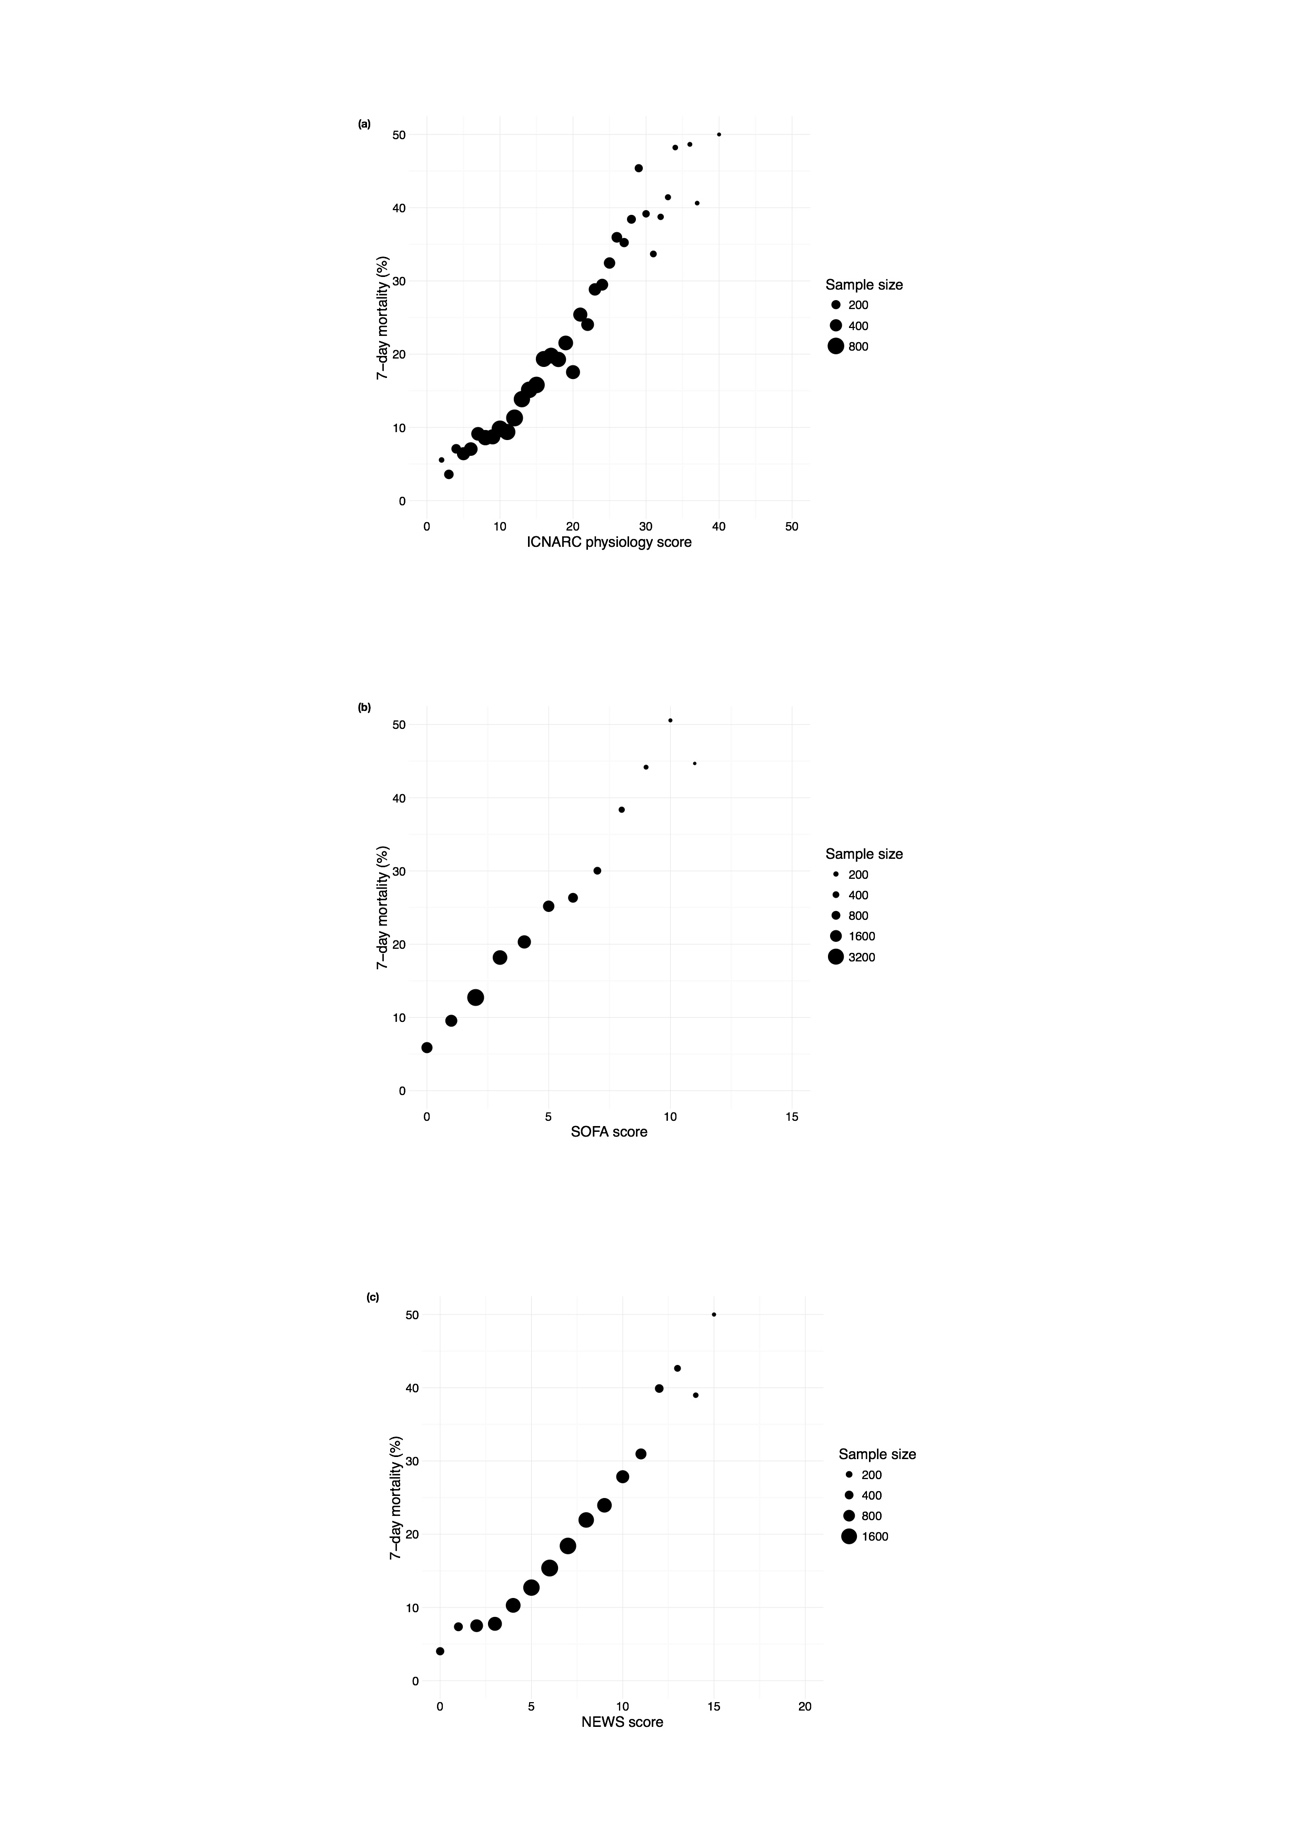 (a)
50
40
30
20
10
0
7−day mortality (%)
0 10 20 30 40 50
ICNARC physiology score
Sample size
200
400
800
(b)
50
40
30
20
10
0
7−day mortality (%)
0 5 10 15
SOFA score
Sample size
200
400
800
1600
3200
(c)
50
40
30
20
10
0
7−day mortality (%)
0 5 10 15 20
NEWS score
Sample size
200
400
800
1600